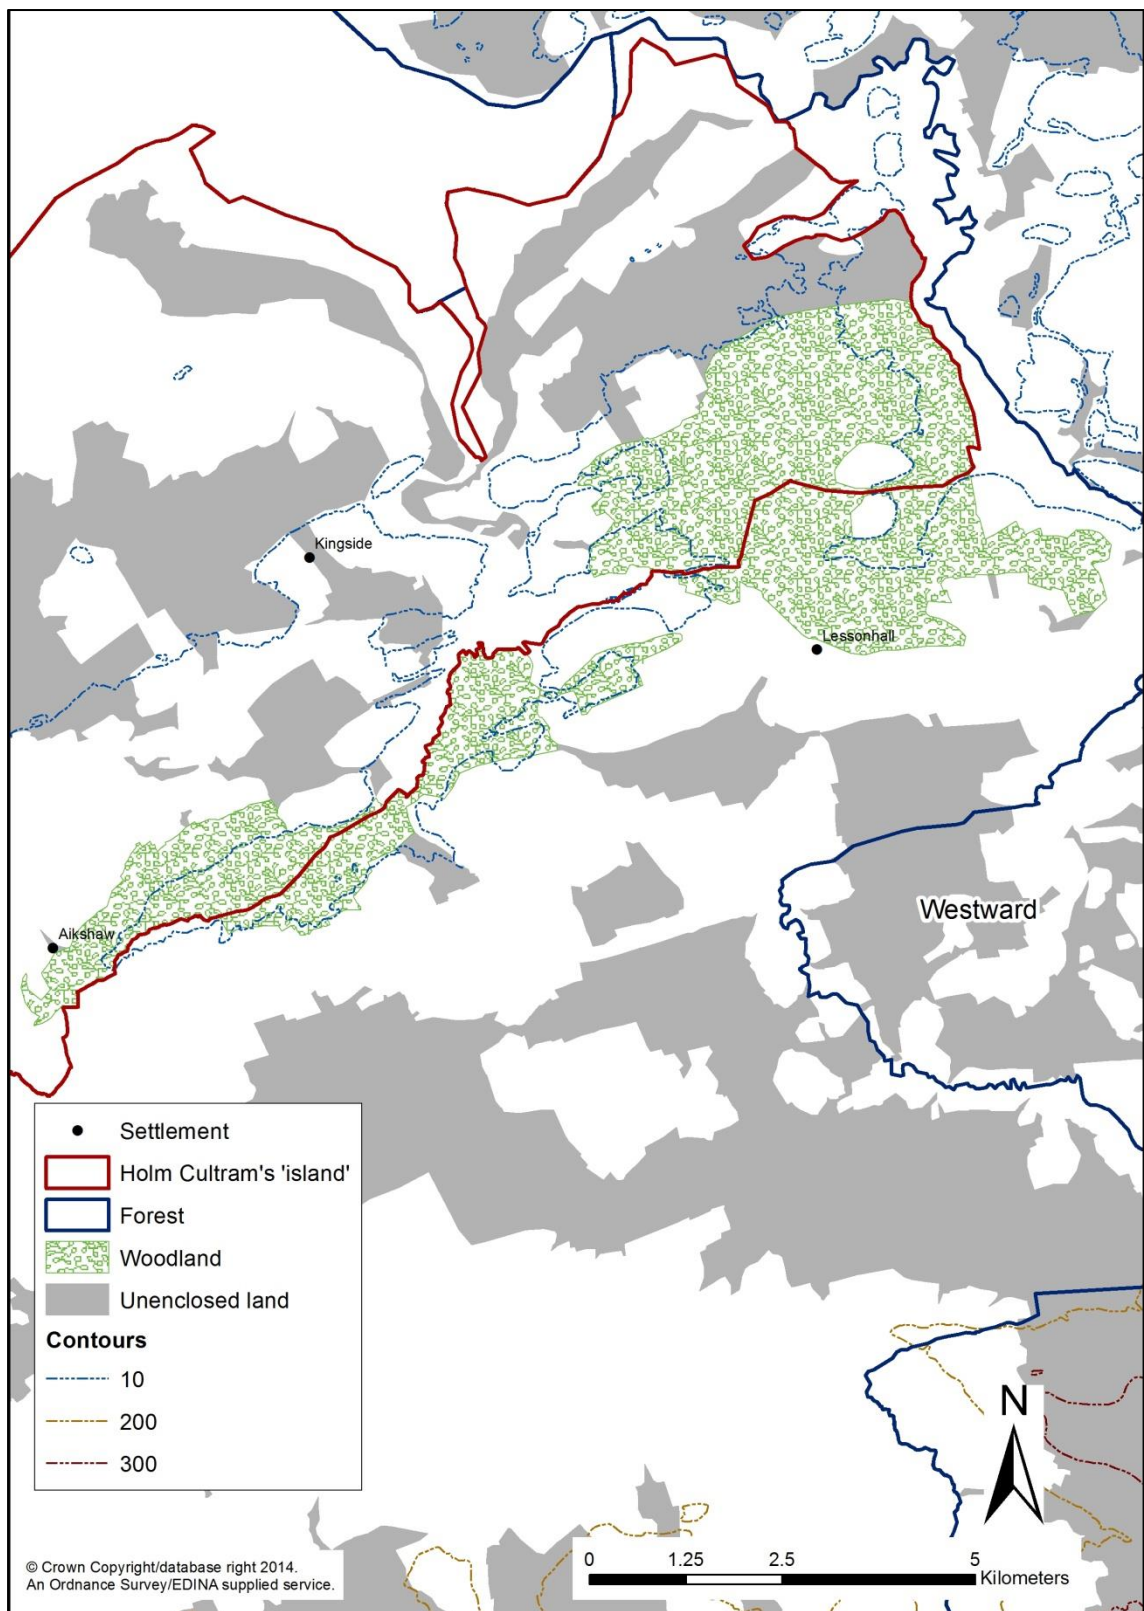 Kingside
Lessonhall
Westward
Aikshaw
Settlement
Holm Cultram's 'island'
Forest
Woodland
Unenclosed land
Contours
10
200
300
N
© Crown Copyright/database right 2014.
An Ordnance Survey/EDINA supplied service.
0 1.25 2.5 5
Kilometers